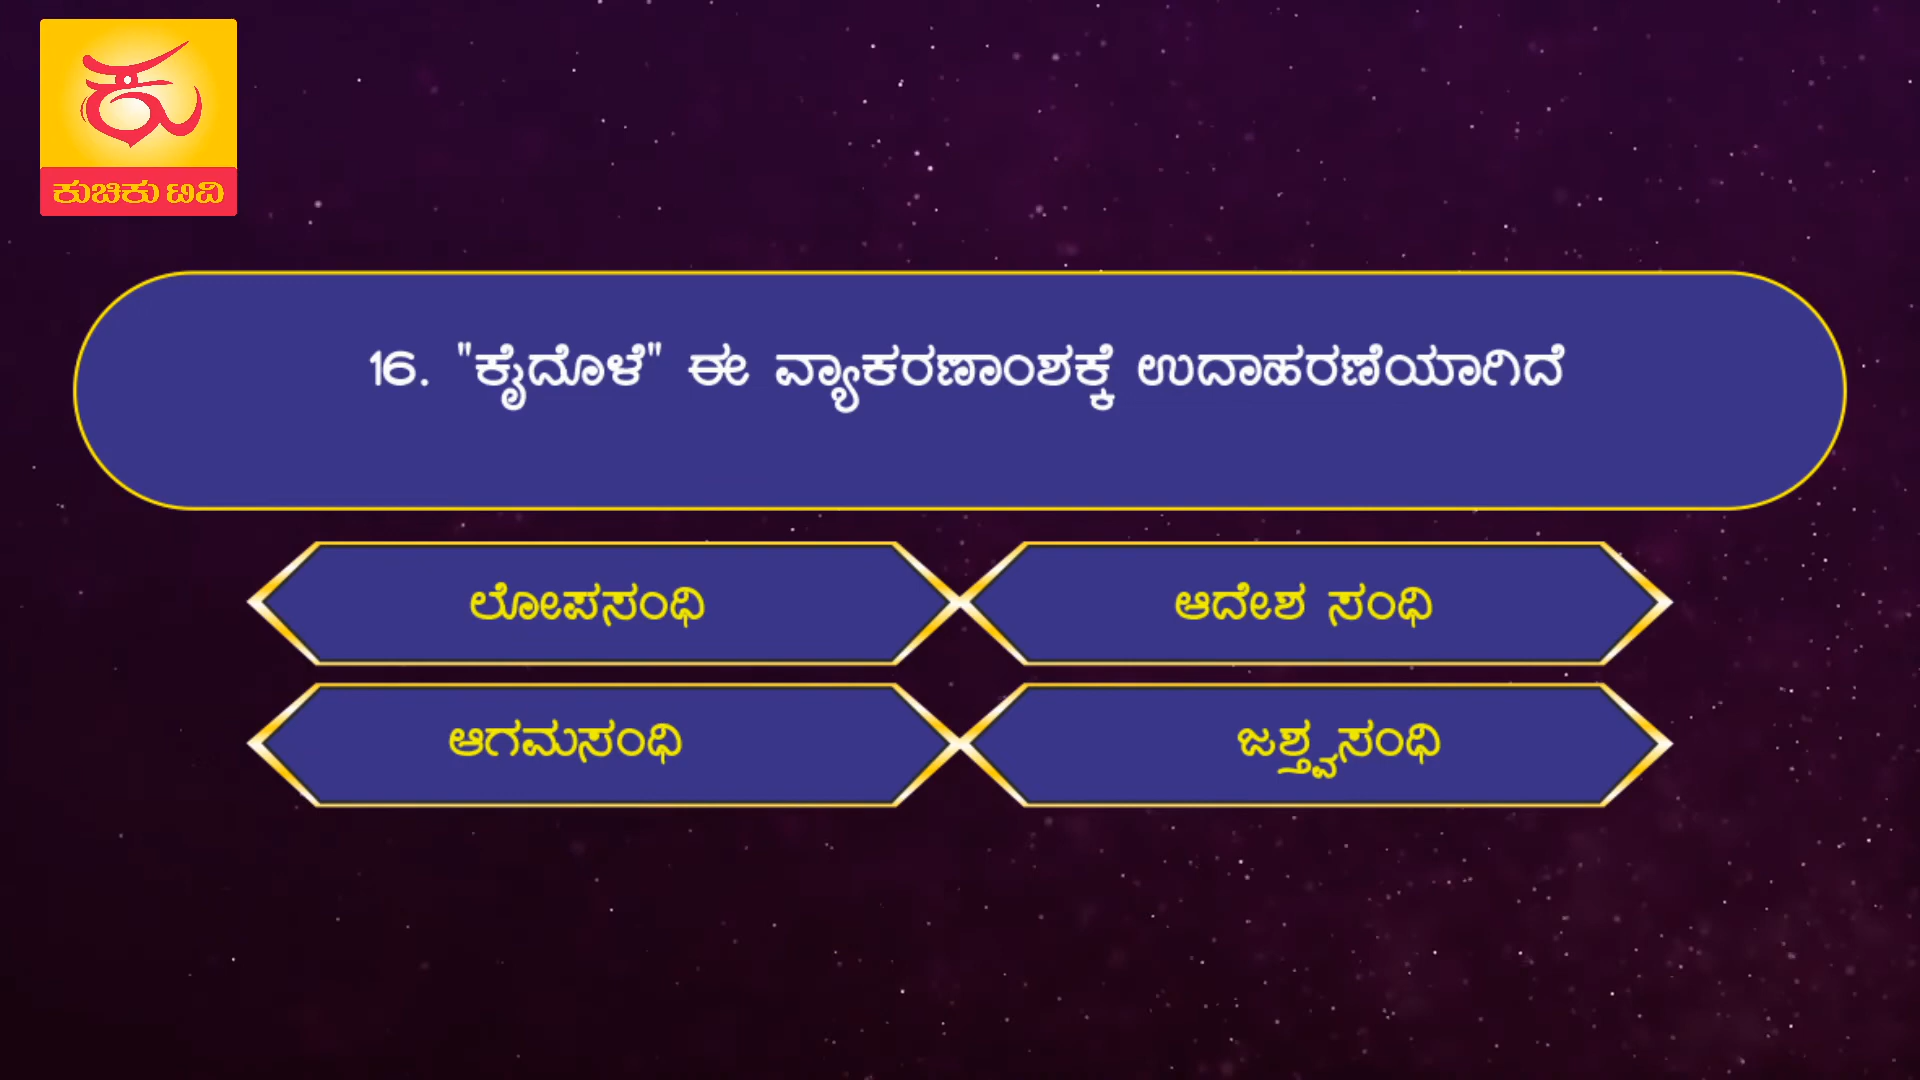 ಕುಚಿಕು ಟಿವಿ
16. "ಕೈದೊಳೆ" ಈ ವ್ಯಾಕರಣಾಂಶಕ್ಕೆ ಉದಾಹರಣೆಯಾಗಿದೆ
ಲೋಪಸಂಧಿ
ಆದೇಶ ಸಂಧಿ
ಆಗಮಸಂಧಿ
ಜಶ್ತ್ವಸಂಧಿ